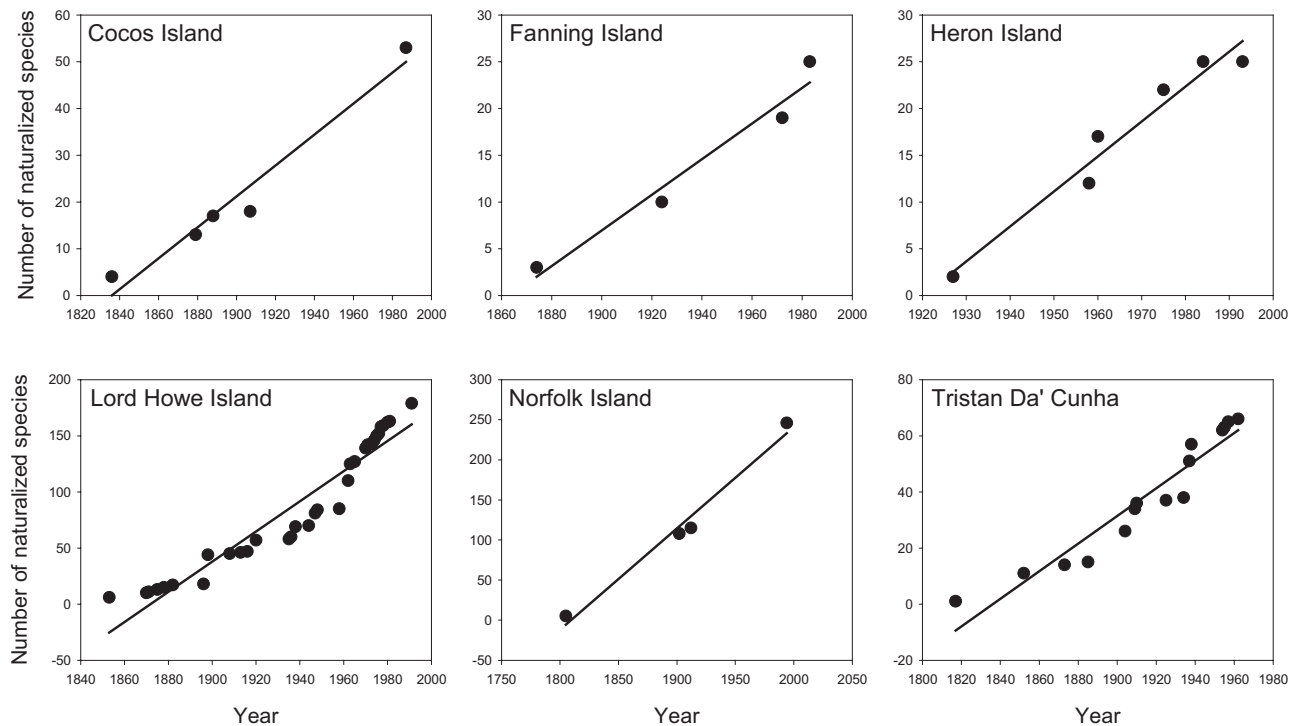 Cocos Island
Number of naturalized species
60
50
40
30
20
10
0
1820 1840 1860 1880 1900 1920 1940 1960 1980 2000
Fanning Island
30
25
20
15
10
5
0
1860 1880 1900 1920 1940 1960 1980 2000
Heron Island
30
25
20
15
10
5
0
1920 1930 1940 1950 1960 1970 1980 1990 2000
Lord Howe Island
Number of naturalized species
200
150
100
50
0
-50
1840 1860 1880 1900 1920 1940 1960 1980 2000
Year
Norfolk Island
300
250
200
150
100
50
0
-50
1750 1800 1850 1900 1950 2000 2050
Year
Tristan Da' Cunha
80
60
40
20
0
-20
1800 1820 1840 1860 1880 1900 1920 1940 1960 1980
Year